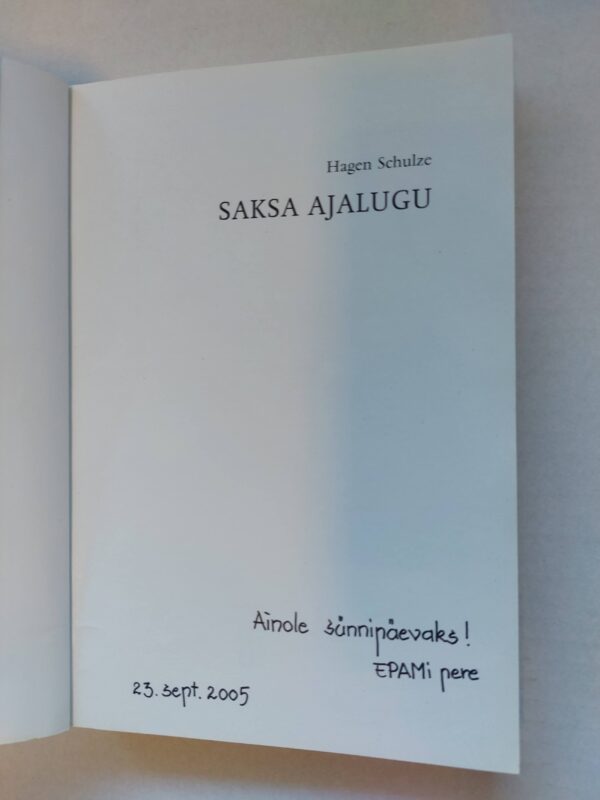 Hagen Schulze
SAKSA AJALUGU
Ainole sünnipäevaks!
EPAMi pere
23. sept. 2005